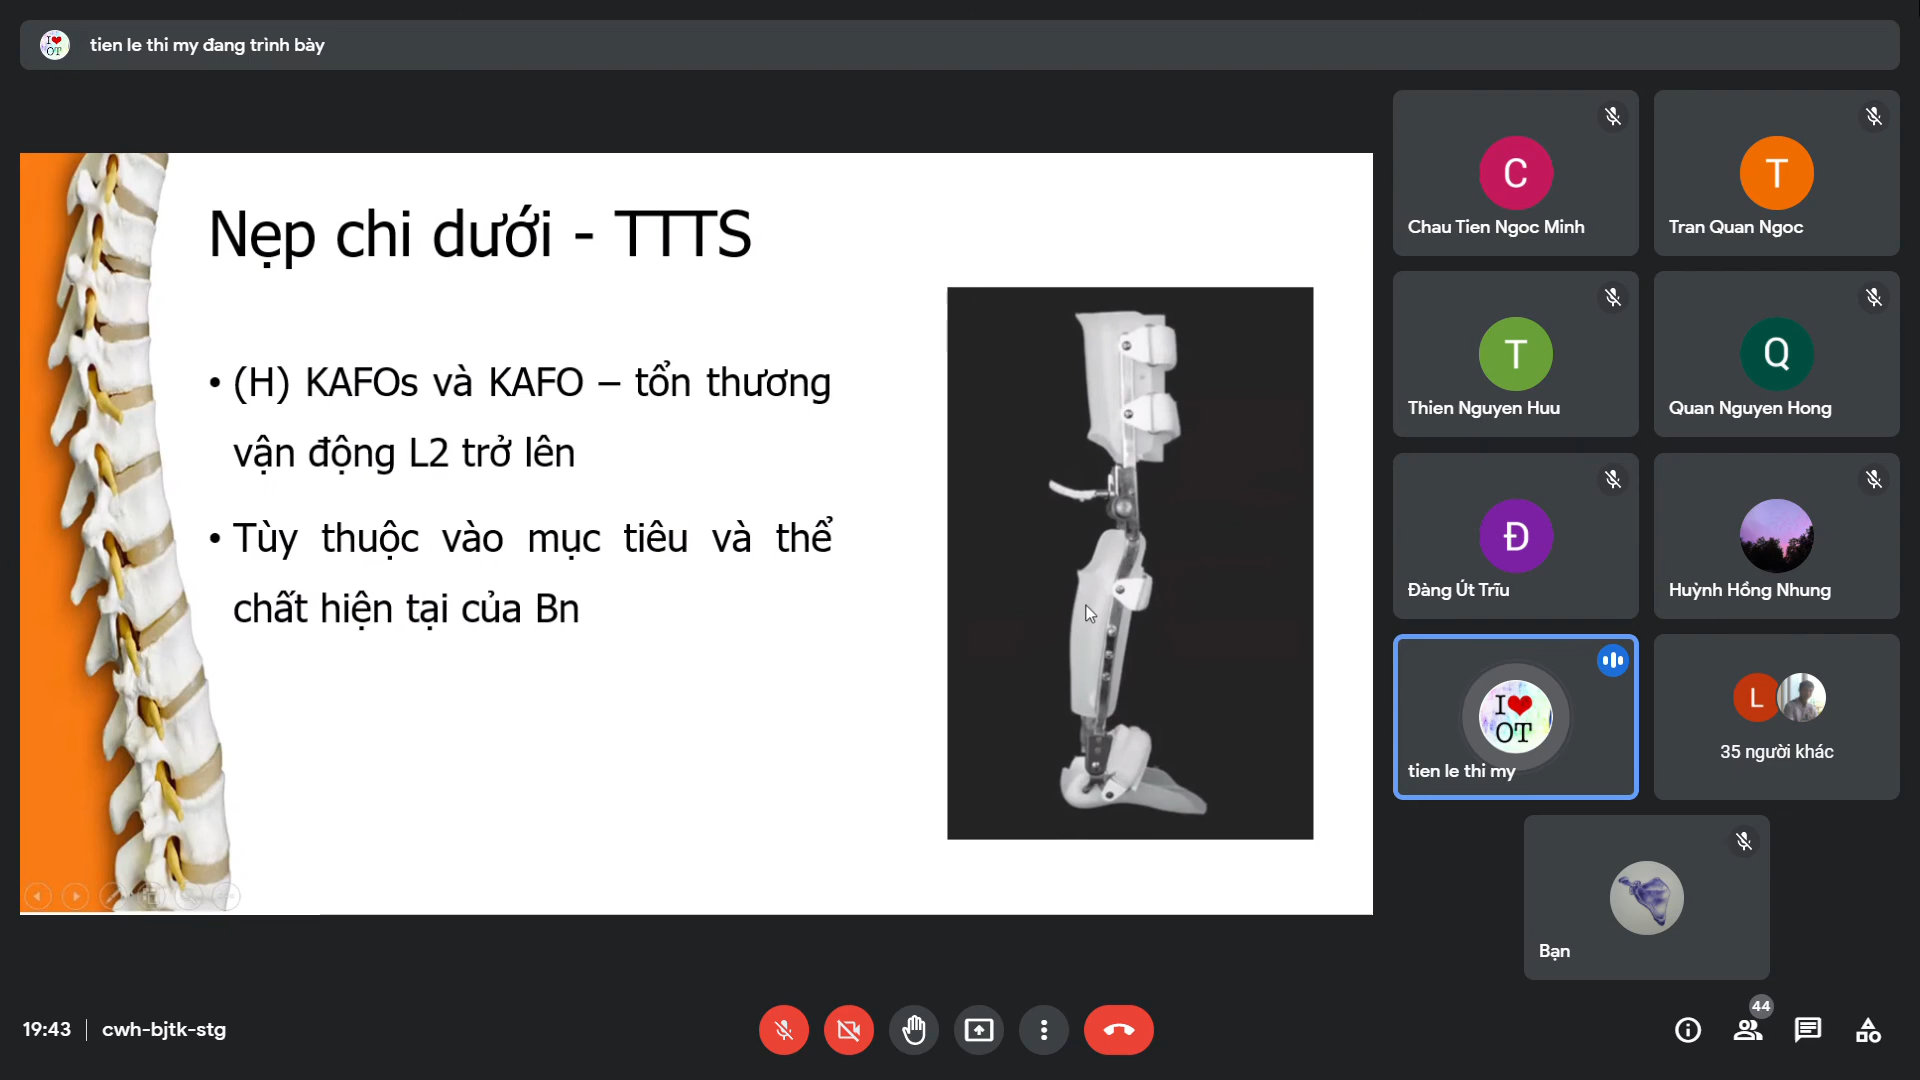 I❤
OT
tien le thi my đang trình bày
Nẹp chi dưới - TTTS
• (H) KAFOs và KAFO – tổn thương
vận động L2 trở lên
• Tùy thuộc vào mục tiêu và thể
chất hiện tại của Bn
C
Chau Tien Ngoc Minh
T
Tran Quan Ngoc
T
Thien Nguyen Huu
Q
Quan Nguyen Hong
Đ
Đàng Út Trĩu
Huỳnh Hồng Nhung
I❤
OT
tien le thi my
L
35 người khác
Bạn
19:43 | cwh-bjtk-stg
44